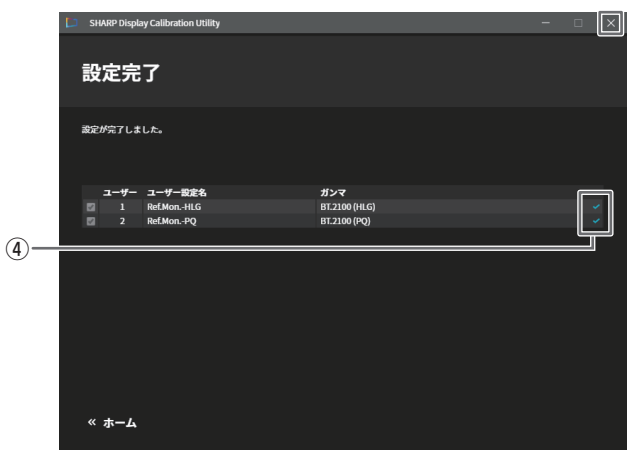 SHARP Display Calibration Utility
設定完了
設定が完了しました。
ユーザー ユーザー設定名 ガンマ
1 Ref.Mon.-HLG BT.2100 (HLG)
2 Ref.Mon.-PQ BT.2100 (PQ)
④
« ホーム